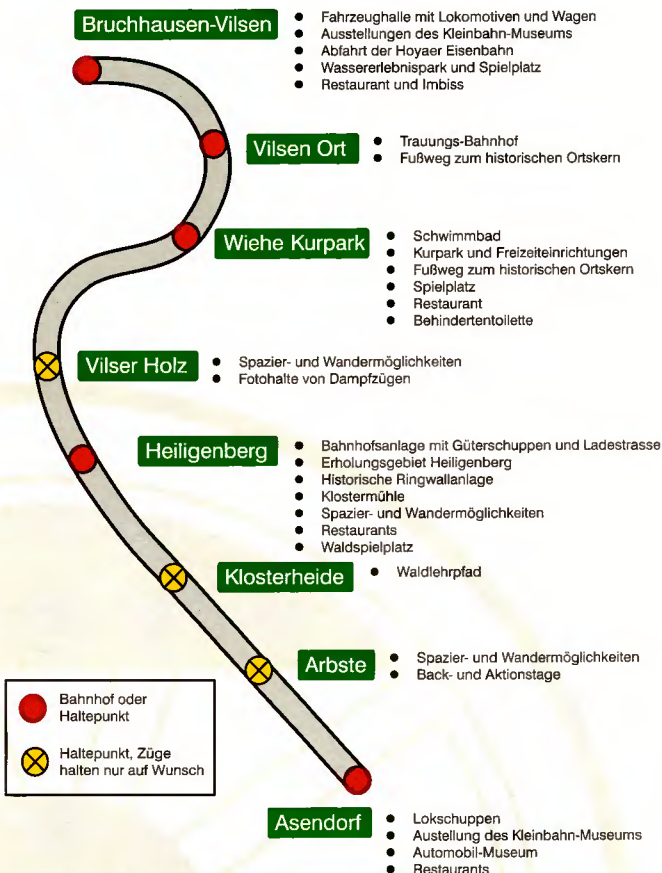 Bruchhausen-Vilsen
Fahrzeughalle mit Lokomotiven und Wagen
Ausstellungen des Kleinbahn-Museums
Abfahrt der Hoyaer Eisenbahn
Wassererlebnispark und Spielplatz
Restaurant und Imbiss
Vilsen Ort
Trauungs-Bahnhof
Fußweg zum historischen Ortskern
Wiehe Kurpark
Schwimmbad
Kurpark und Freizeiteinrichtungen
Fußweg zum historischen Ortskern
Spielplatz
Restaurant
Behindertentoilette
Vilser Holz
Spazier- und Wandermöglichkeiten
Fotohalte von Dampfzügen
Heiligenberg
Bahnhofsanlage mit Güterschuppen und Ladestrasse
Erholungsgebiet Heiligenberg
Historische Ringwallanlage
Klostermühle
Spazier- und Wandermöglichkeiten
Restaurants
Waldspielplatz
Klosterheide
Waldlehrpfad
Arbste
Spazier- und Wandermöglichkeiten
Back- und Aktionstage
Bahnhof oder
Haltepunkt
Haltepunkt, Züge
halten nur auf Wunsch
Asendorf
Lokschuppen
Austellung des Kleinbahn-Museums
Automobil-Museum
Restaurants